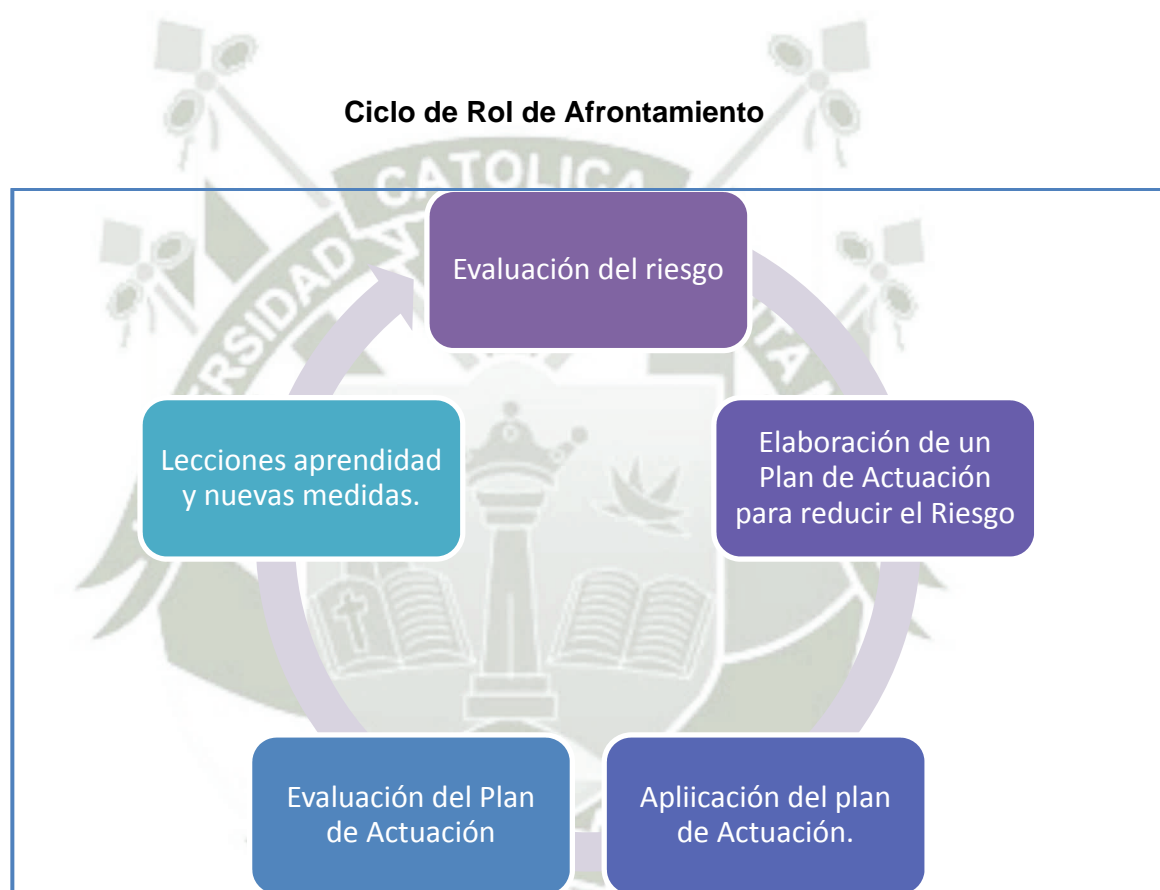 Ciclo de Rol de Afrontamiento
CATOLICA
Evaluación del riesgo
Elaboración de un
Plan de Actuación
para reducir el Riesgo
Apliicación del plan
de Actuación.
Evaluación del Plan
de Actuación
Lecciones aprendidad
y nuevas medidas.